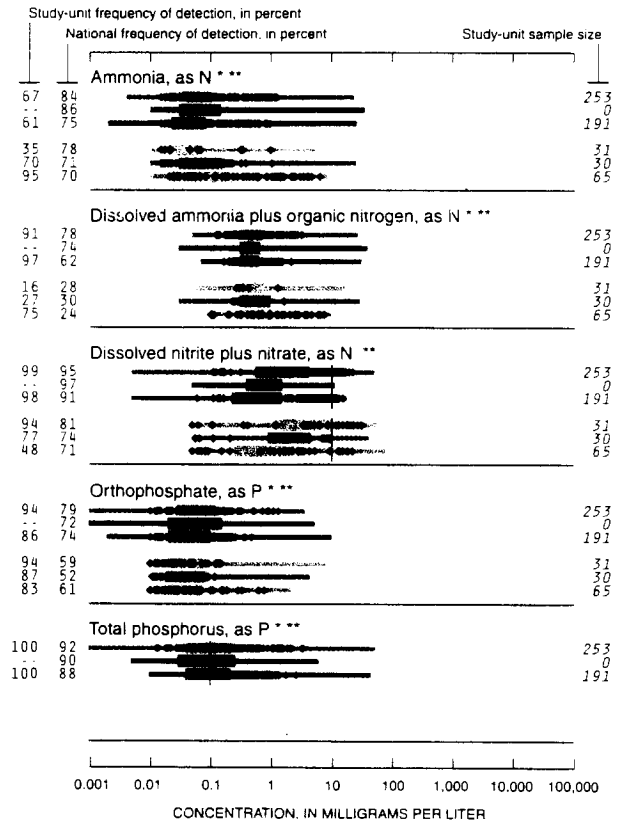 Study-unit frequency of detection, in percent
National frequency of detection, in percent
Study-unit sample size
Ammonia, as N * **
67 84 253
-- 86 0
61 75 191
35 78 31
70 71 30
95 70 65
Dissolved ammonia plus organic nitrogen, as N * **
91 78 253
-- 74 0
97 62 191
16 28 31
27 30 30
75 24 65
Dissolved nitrite plus nitrate, as N **
99 95 253
-- 97 0
98 91 191
94 81 31
77 74 30
48 71 65
Orthophosphate, as P * **
94 79 253
-- 72 0
86 74 191
94 59 31
87 52 30
83 61 65
Total phosphorus, as P * **
100 92 253
-- 90 0
100 88 191
0.001 0.01 0.1 1 10 100 1,000 10,000 100,000
CONCENTRATION, IN MILLIGRAMS PER LITER